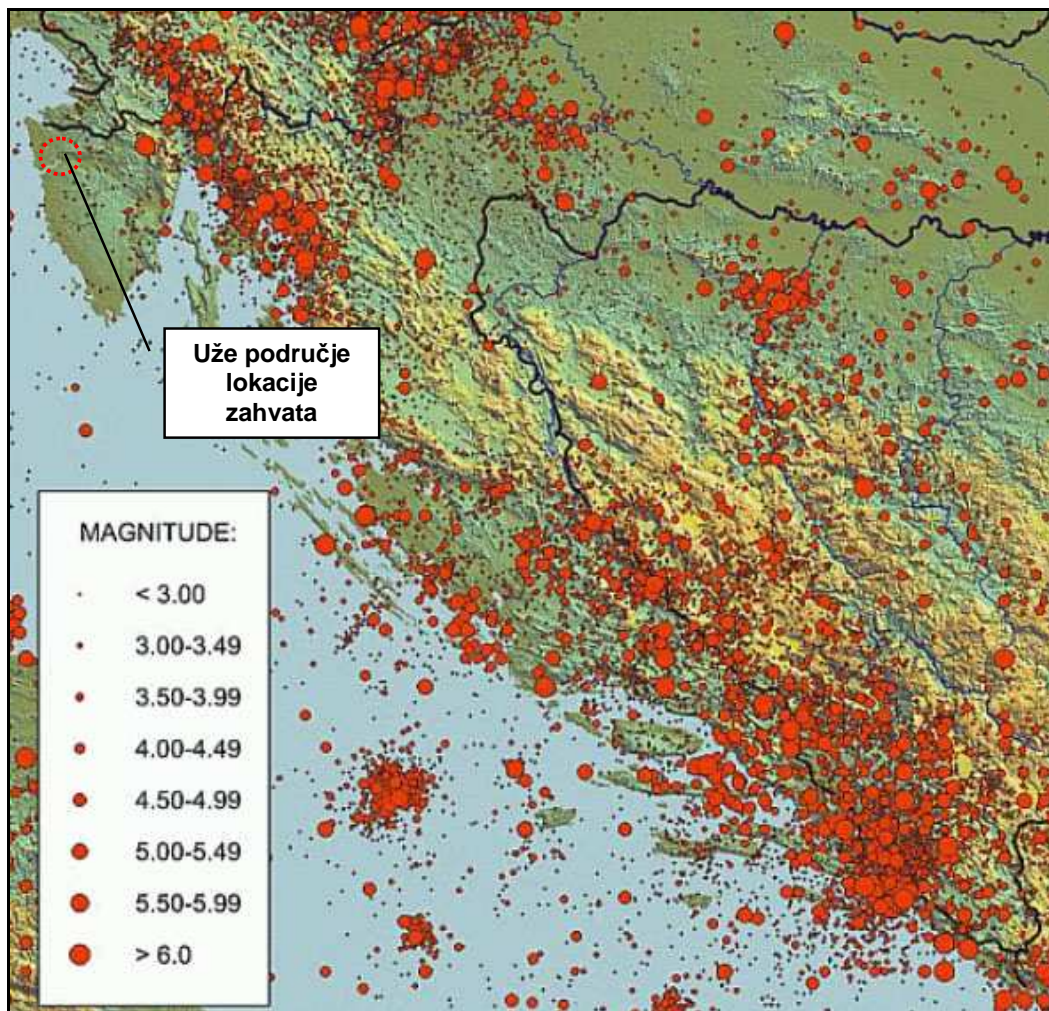 Uže područje
lokacije
zahvata
MAGNITUDE:
< 3.00
3.00-3.49
3.50-3.99
4.00-4.49
4.50-4.99
5.00-5.49
5.50-5.99
> 6.0